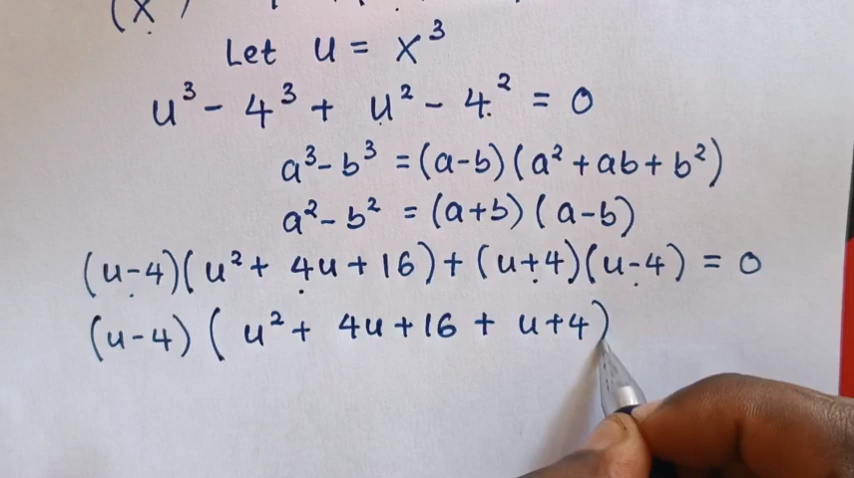 (x)
Let u = x³
u³ - 4³ + u² - 4² = 0
a³ - b³ = (a-b)(a² + ab + b²)
a² - b² = (a+b)(a-b)
(u-4)(u² + 4u + 16) + (u+4)(u-4) = 0
(u-4)(u² + 4u + 16 + u+4)